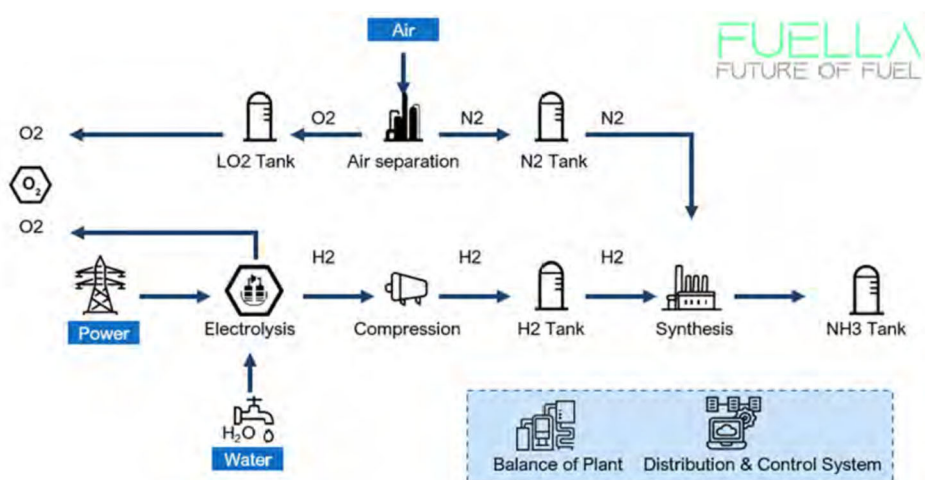 Air
FUELLA
FUTURE OF FUEL
O2
O2
N2
N2
LO2 Tank
Air separation
N2 Tank
O₂
O2
H2
H2
H2
Power
Electrolysis
Compression
H2 Tank
Synthesis
NH3 Tank
H₂O
Water
Balance of Plant
Distribution & Control System